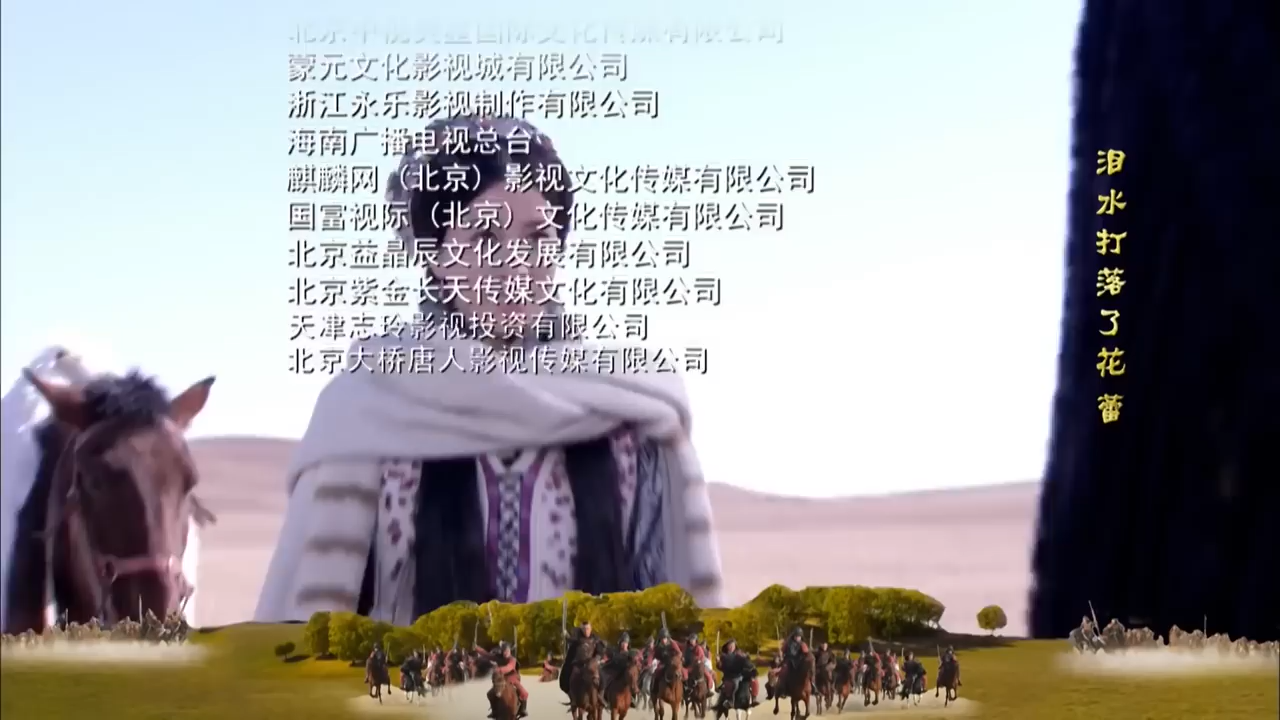 蒙元文化影视城有限公司
浙江永乐影视制作有限公司
海南广播电视总台
麒麟网（北京）影视文化传媒有限公司
国富视际（北京）文化传媒有限公司
北京益晶辰文化发展有限公司
北京紫金长天传媒文化有限公司
天津志玲影视投资有限公司
北京大桥唐人影视传媒有限公司
泪水打落了花蕾